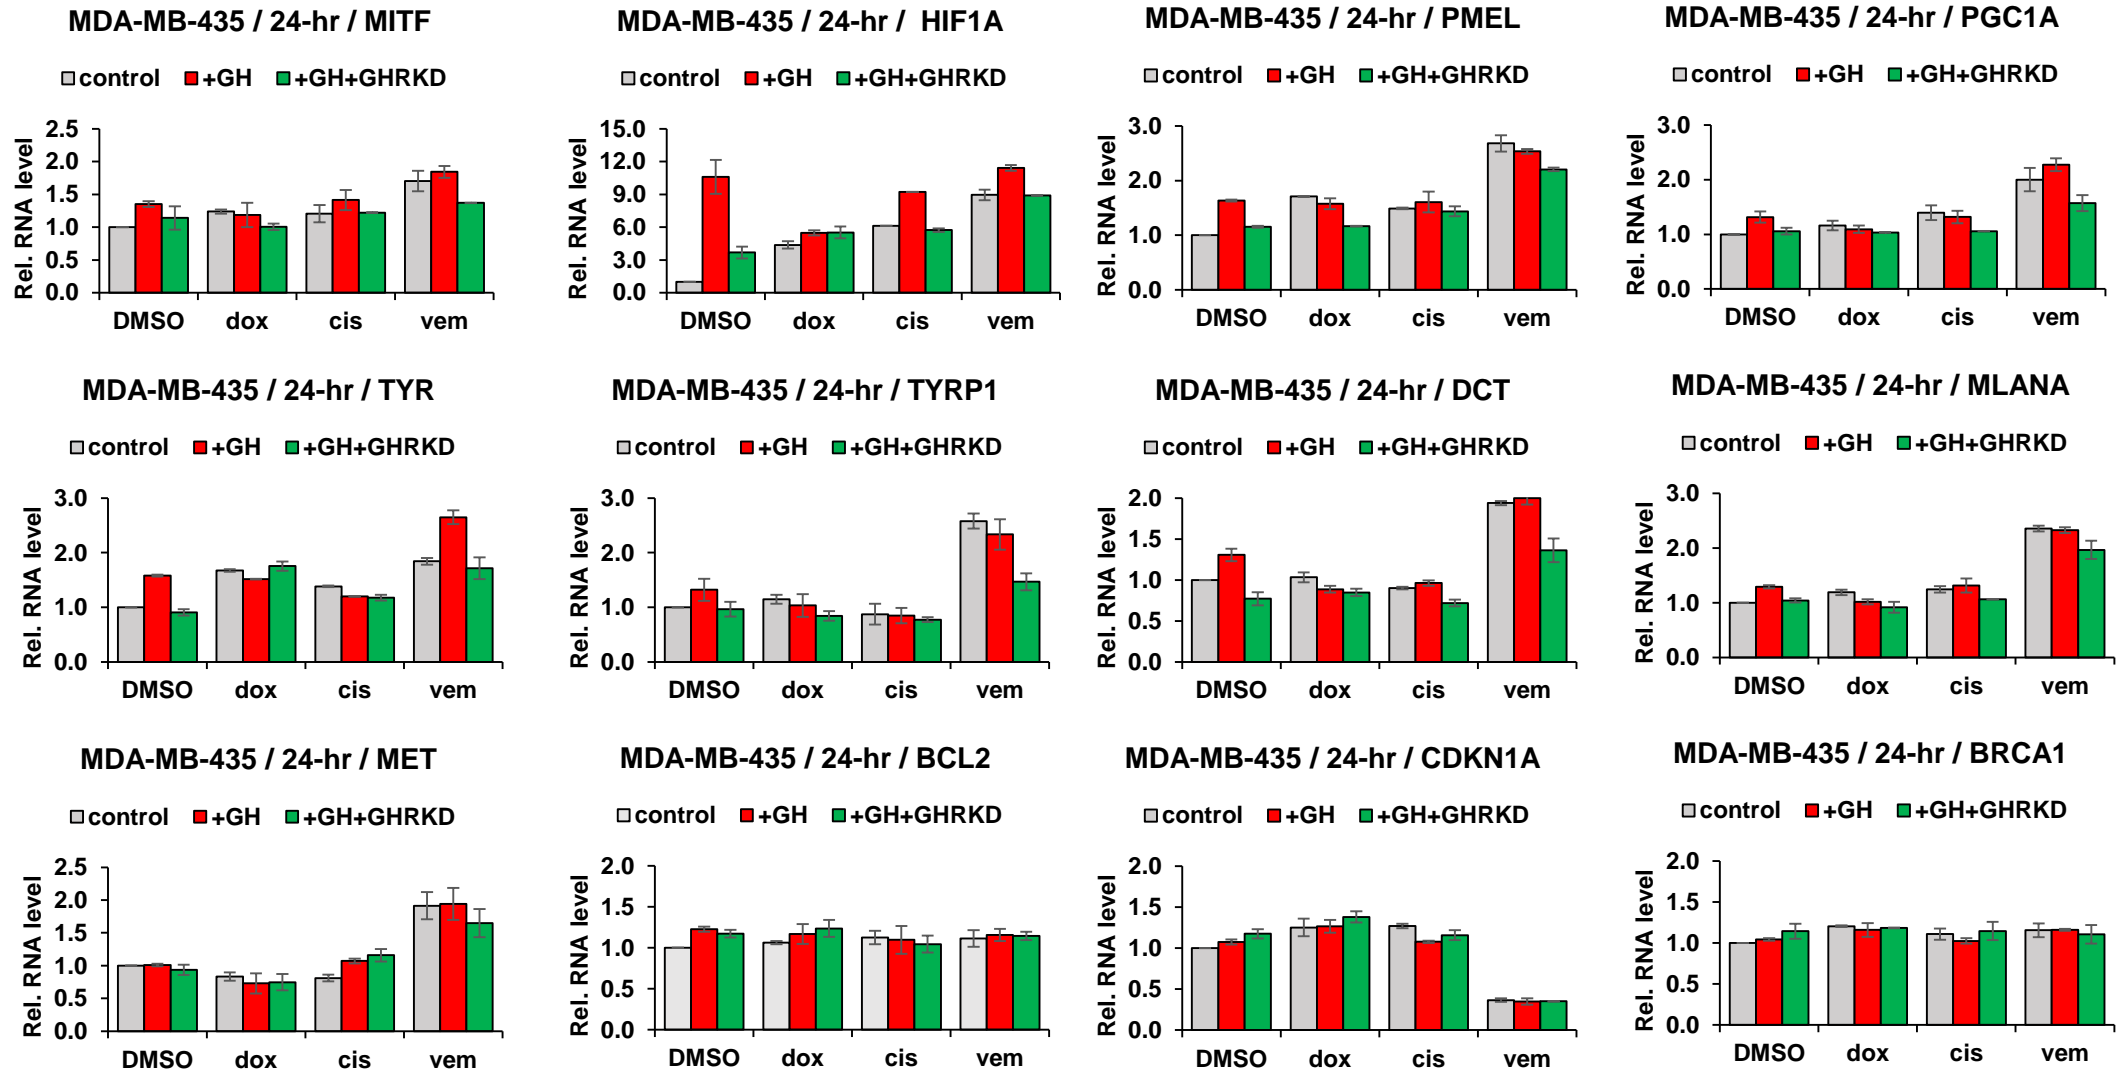 MDA-MB-435 / 24-hr / MITF
control +GH +GH+GHRKD
Rel. RNA level
2.5
2.0
1.5
1.0
0.5
0.0
DMSO dox cis vem
MDA-MB-435 / 24-hr / HIF1A
control +GH +GH+GHRKD
Rel. RNA level
15.0
12.0
9.0
6.0
3.0
0.0
DMSO dox cis vem
MDA-MB-435 / 24-hr / PMEL
control +GH +GH+GHRKD
Rel. RNA level
3.0
2.0
1.0
0.0
DMSO dox cis vem
MDA-MB-435 / 24-hr / PGC1A
control +GH +GH+GHRKD
Rel. RNA level
3.0
2.0
1.0
0.0
DMSO dox cis vem
MDA-MB-435 / 24-hr / TYR
control +GH +GH+GHRKD
Rel. RNA level
3.0
2.0
1.0
0.0
DMSO dox cis vem
MDA-MB-435 / 24-hr / TYRP1
control +GH +GH+GHRKD
Rel. RNA level
3.0
2.0
1.0
0.0
DMSO dox cis vem
MDA-MB-435 / 24-hr / DCT
control +GH +GH+GHRKD
Rel. RNA level
2.0
1.5
1.0
0.5
0.0
DMSO dox cis vem
MDA-MB-435 / 24-hr / MLANA
control +GH +GH+GHRKD
Rel. RNA level
3.0
2.0
1.0
0.0
DMSO dox cis vem
MDA-MB-435 / 24-hr / MET
control +GH +GH+GHRKD
Rel. RNA level
2.5
2.0
1.5
1.0
0.5
0.0
DMSO dox cis vem
MDA-MB-435 / 24-hr / BCL2
control +GH +GH+GHRKD
Rel. RNA level
2.0
1.5
1.0
0.5
0.0
DMSO dox cis vem
MDA-MB-435 / 24-hr / CDKN1A
control +GH +GH+GHRKD
Rel. RNA level
2.0
1.5
1.0
0.5
0.0
DMSO dox cis vem
MDA-MB-435 / 24-hr / BRCA1
control +GH +GH+GHRKD
Rel. RNA level
2.0
1.5
1.0
0.5
0.0
DMSO dox cis vem